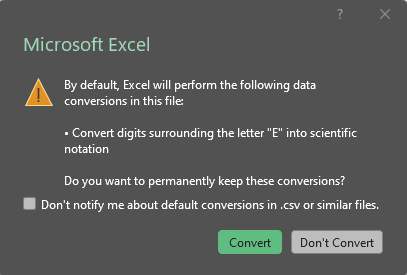 ?
Microsoft Excel
By default, Excel will perform the following data
conversions in this file:
• Convert digits surrounding the letter "E" into scientific
notation
Do you want to permanently keep these conversions?
Don't notify me about default conversions in .csv or similar files.
Convert
Don't Convert